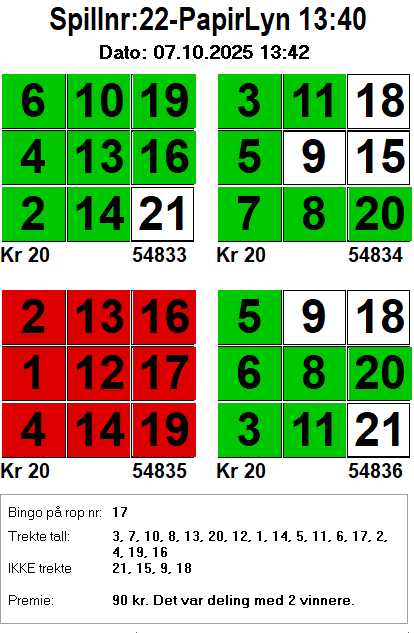 Spillnr:22-PapirLyn 13:40
Dato: 07.10.2025 13:42
6 10 19 3 11 18
4 13 16 5 9 15
2 14 21 7 8 20
Kr 20 54833 Kr 20 54834
2 13 16 5 9 18
1 12 17 6 8 20
4 14 19 3 11 21
Kr 20 54835 Kr 20 54836
Bingo på rop nr: 17
Trekte tall: 3, 7, 10, 8, 13, 20, 12, 1, 14, 5, 11, 6, 17, 2,
4, 19, 16
IKKE trekte 21, 15, 9, 18
Premie: 90 kr. Det var deling med 2 vinnere.